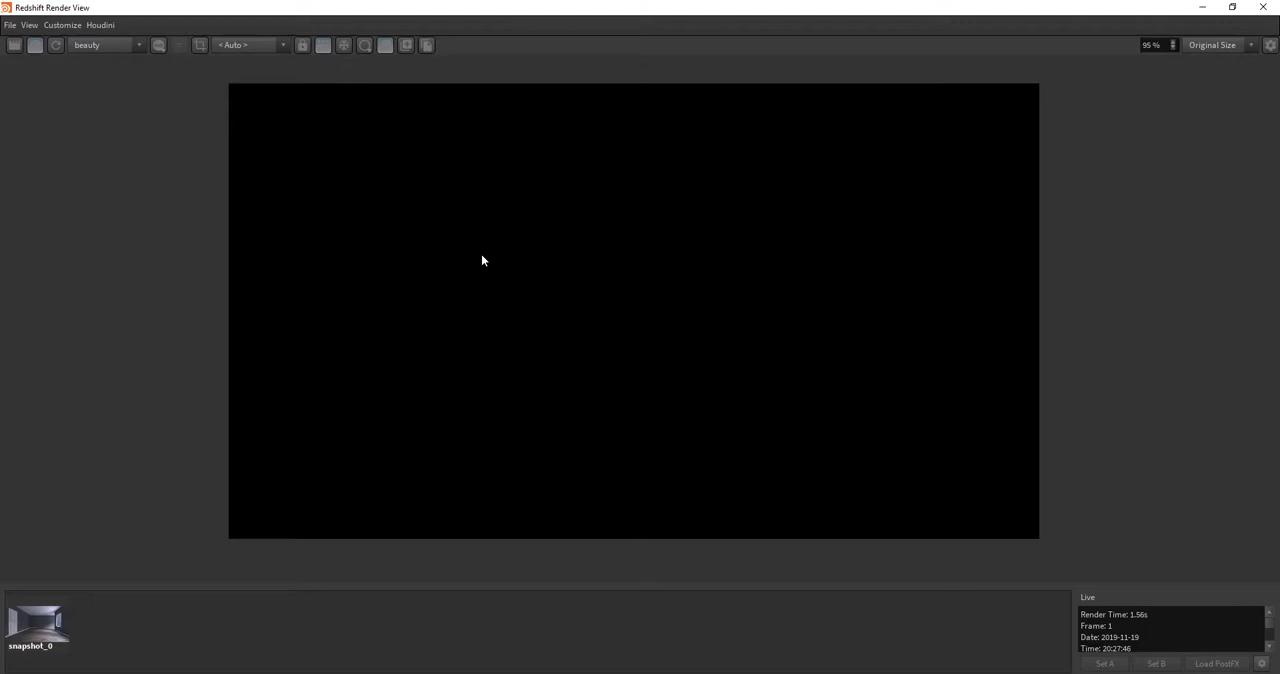 Redshift Render View
File View Customize Houdini
beauty < Auto > 95 % Original Size
snapshot_0
Live
Render Time: 1.56s
Frame: 1
Date: 2019-11-19
Time: 20:27:46
Set A Set B Load PostFX